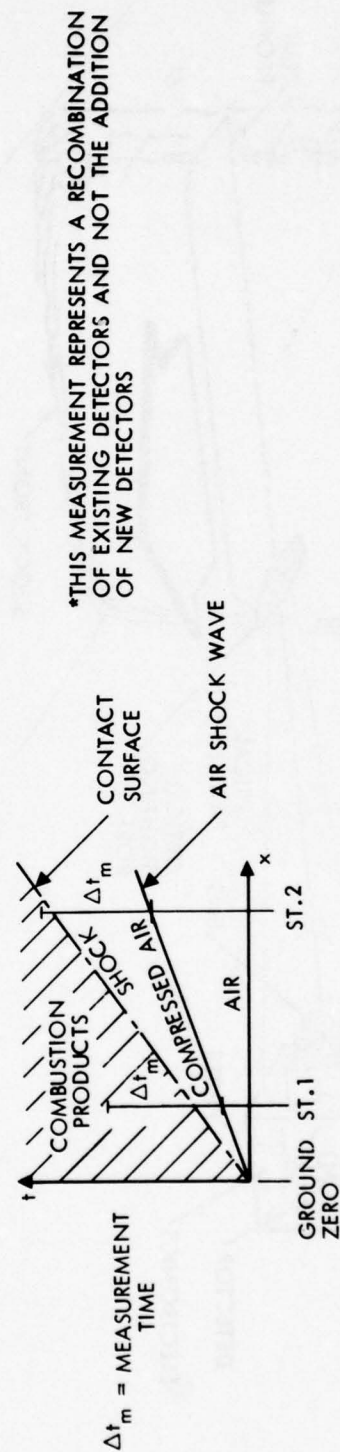 *THIS MEASUREMENT REPRESENTS A RECOMBINATION
OF EXISTING DETECTORS AND NOT THE ADDITION
OF NEW DETECTORS
CONTACT
SURFACE
AIR SHOCK WAVE
t
COMBUSTION
PRODUCTS
Δtm
Δtm
SHOCK
COMPRESSED AIR
AIR
x
GROUND
ZERO
ST.1
ST.2
Δtm = MEASUREMENT
TIME